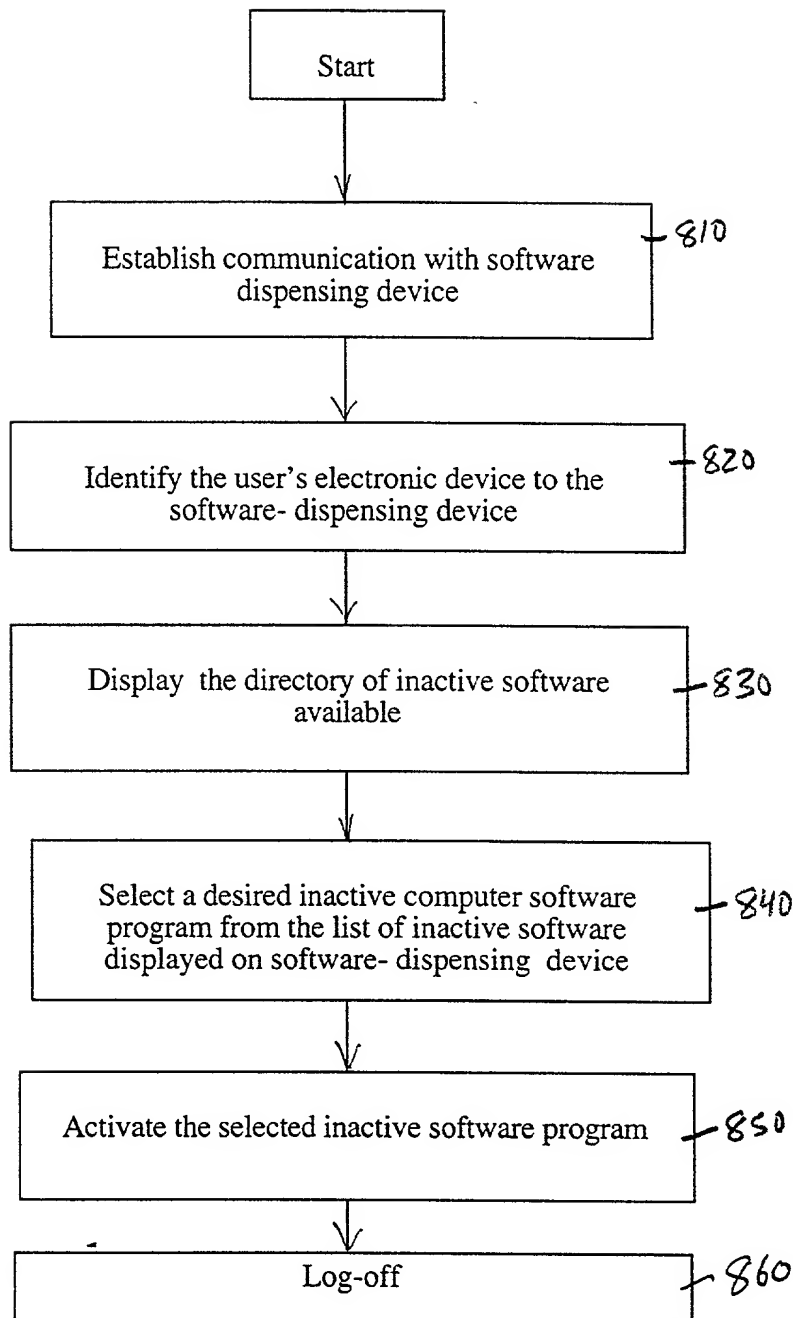 Start
Establish communication with software
dispensing device
810
Identify the user's electronic device to the
software- dispensing device
820
Display the directory of inactive software
available
830
Select a desired inactive computer software
program from the list of inactive software
displayed on software- dispensing device
840
Activate the selected inactive software program
850
Log-off
860